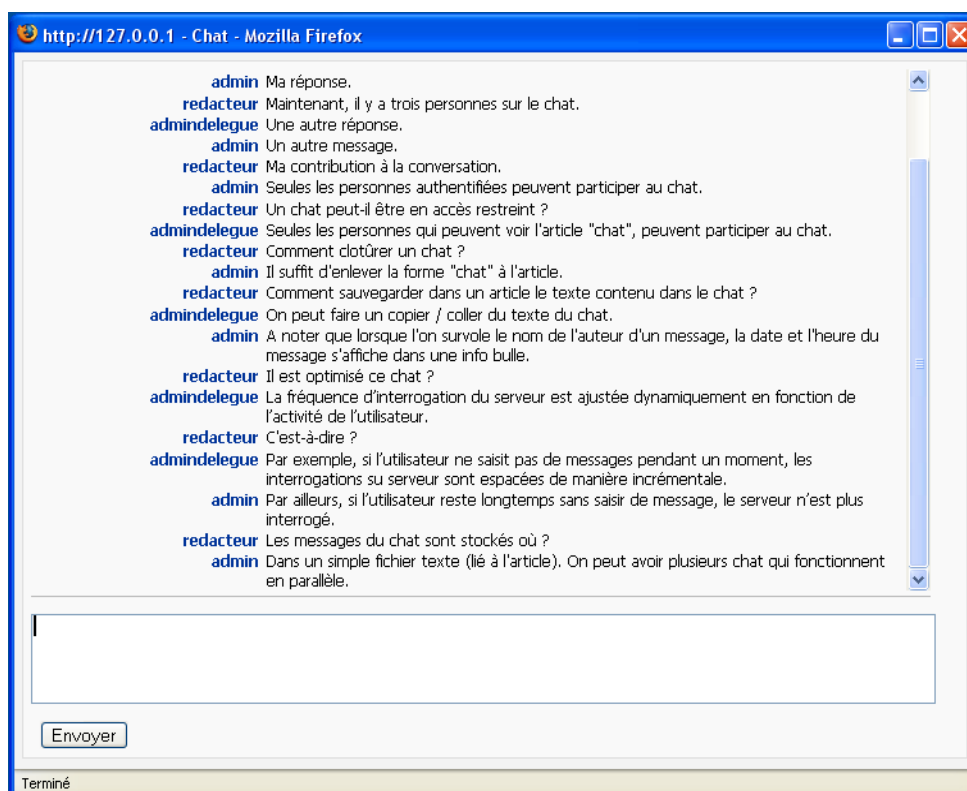 http://127.0.0.1 - Chat - Mozilla Firefox
admin Ma réponse.
redacteur Maintenant, il y a trois personnes sur le chat.
admindelegue Une autre réponse.
admin Un autre message.
redacteur Ma contribution à la conversation.
admin Seules les personnes authentifiées peuvent participer au chat.
redacteur Un chat peut-il être en accès restreint ?
admindelegue Seules les personnes qui peuvent voir l'article "chat", peuvent participer au chat.
redacteur Comment clotûrer un chat ?
admin Il suffit d'enlever la forme "chat" à l'article.
redacteur Comment sauvegarder dans un article le texte contenu dans le chat ?
admindelegue On peut faire un copier / coller du texte du chat.
admin A noter que lorsque l'on survole le nom de l'auteur d'un message, la date et l'heure du
message s'affiche dans une info bulle.
redacteur Il est optimisé ce chat ?
admindelegue La fréquence d'interrogation du serveur est ajustée dynamiquement en fonction de
l'activité de l'utilisateur.
redacteur C'est-à-dire ?
admindelegue Par exemple, si l'utilisateur ne saisit pas de messages pendant un moment, les
interrogations su serveur sont espacées de manière incrémentale.
admin Par ailleurs, si l'utilisateur reste longtemps sans saisir de message, le serveur n'est plus
interrogé.
redacteur Les messages du chat sont stockés où ?
admin Dans un simple fichier texte (lié à l'article). On peut avoir plusieurs chat qui fonctionnent
en parallèle.
Envoyer
Terminé